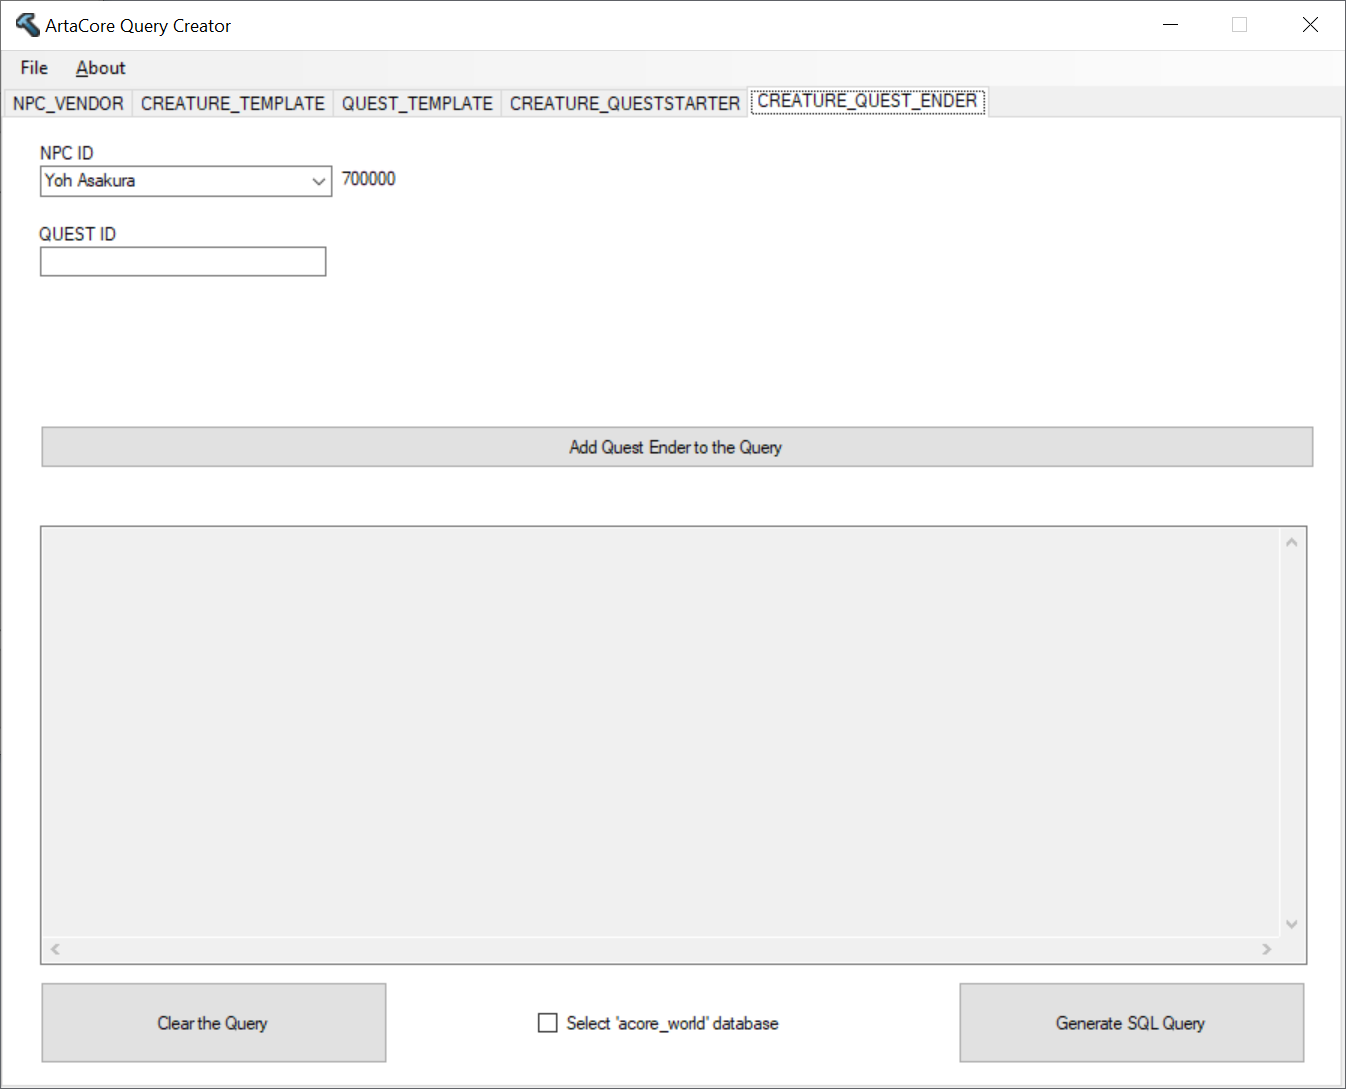 ArtaCore Query Creator
File About
NPC_VENDOR CREATURE_TEMPLATE QUEST_TEMPLATE CREATURE_QUESTSTARTER CREATURE_QUEST_ENDER
NPC ID
Yoh Asakura 700000
QUEST ID
Add Quest Ender to the Query
Clear the Query Select 'acore_world' database Generate SQL Query